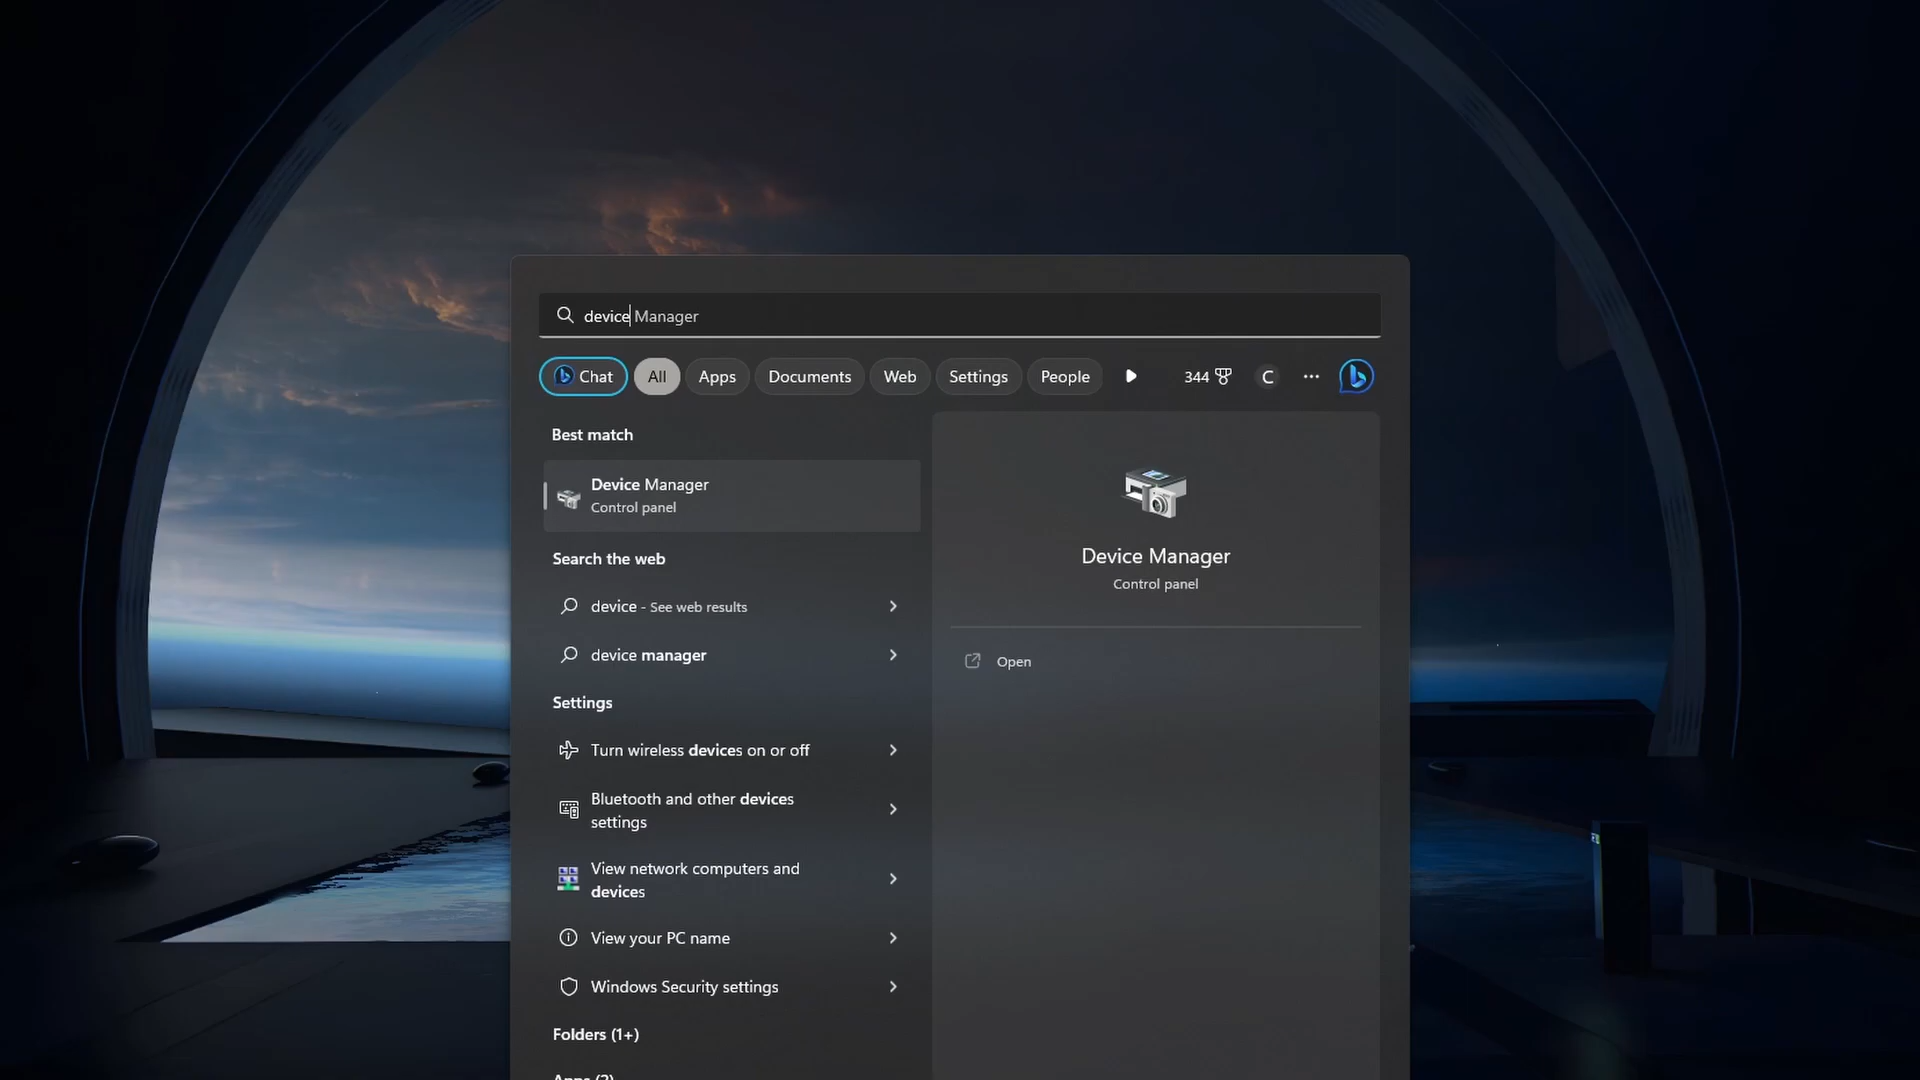 device Manager
Chat All Apps Documents Web Settings People 344 C
Best match
Device Manager
Control panel
Search the web
device - See web results
device manager
Settings
Turn wireless devices on or off
Bluetooth and other devices
settings
View network computers and
devices
View your PC name
Windows Security settings
Folders (1+)
Device Manager
Control panel
Open